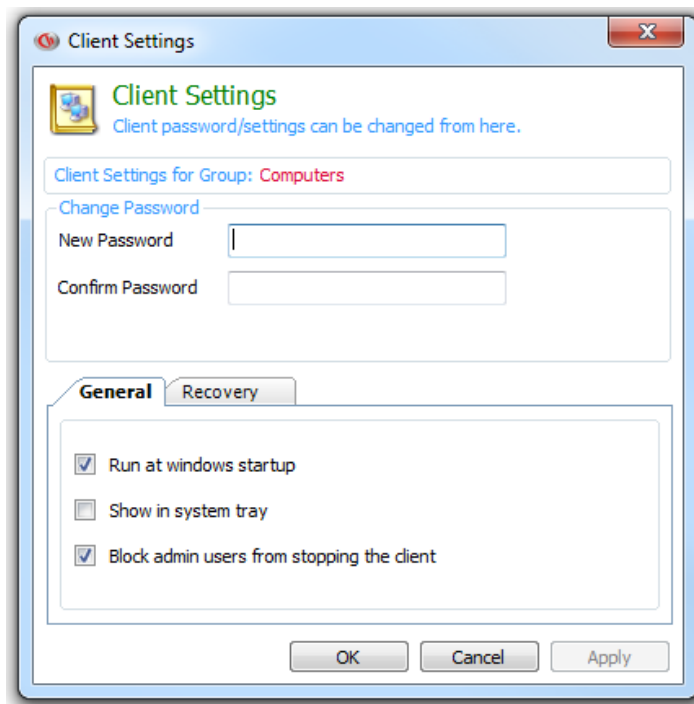 Client Settings
Client Settings
Client password/settings can be changed from here.
Client Settings for Group: Computers
Change Password
New Password
Confirm Password
General Recovery
Run at windows startup
Show in system tray
Block admin users from stopping the client
OK Cancel Apply